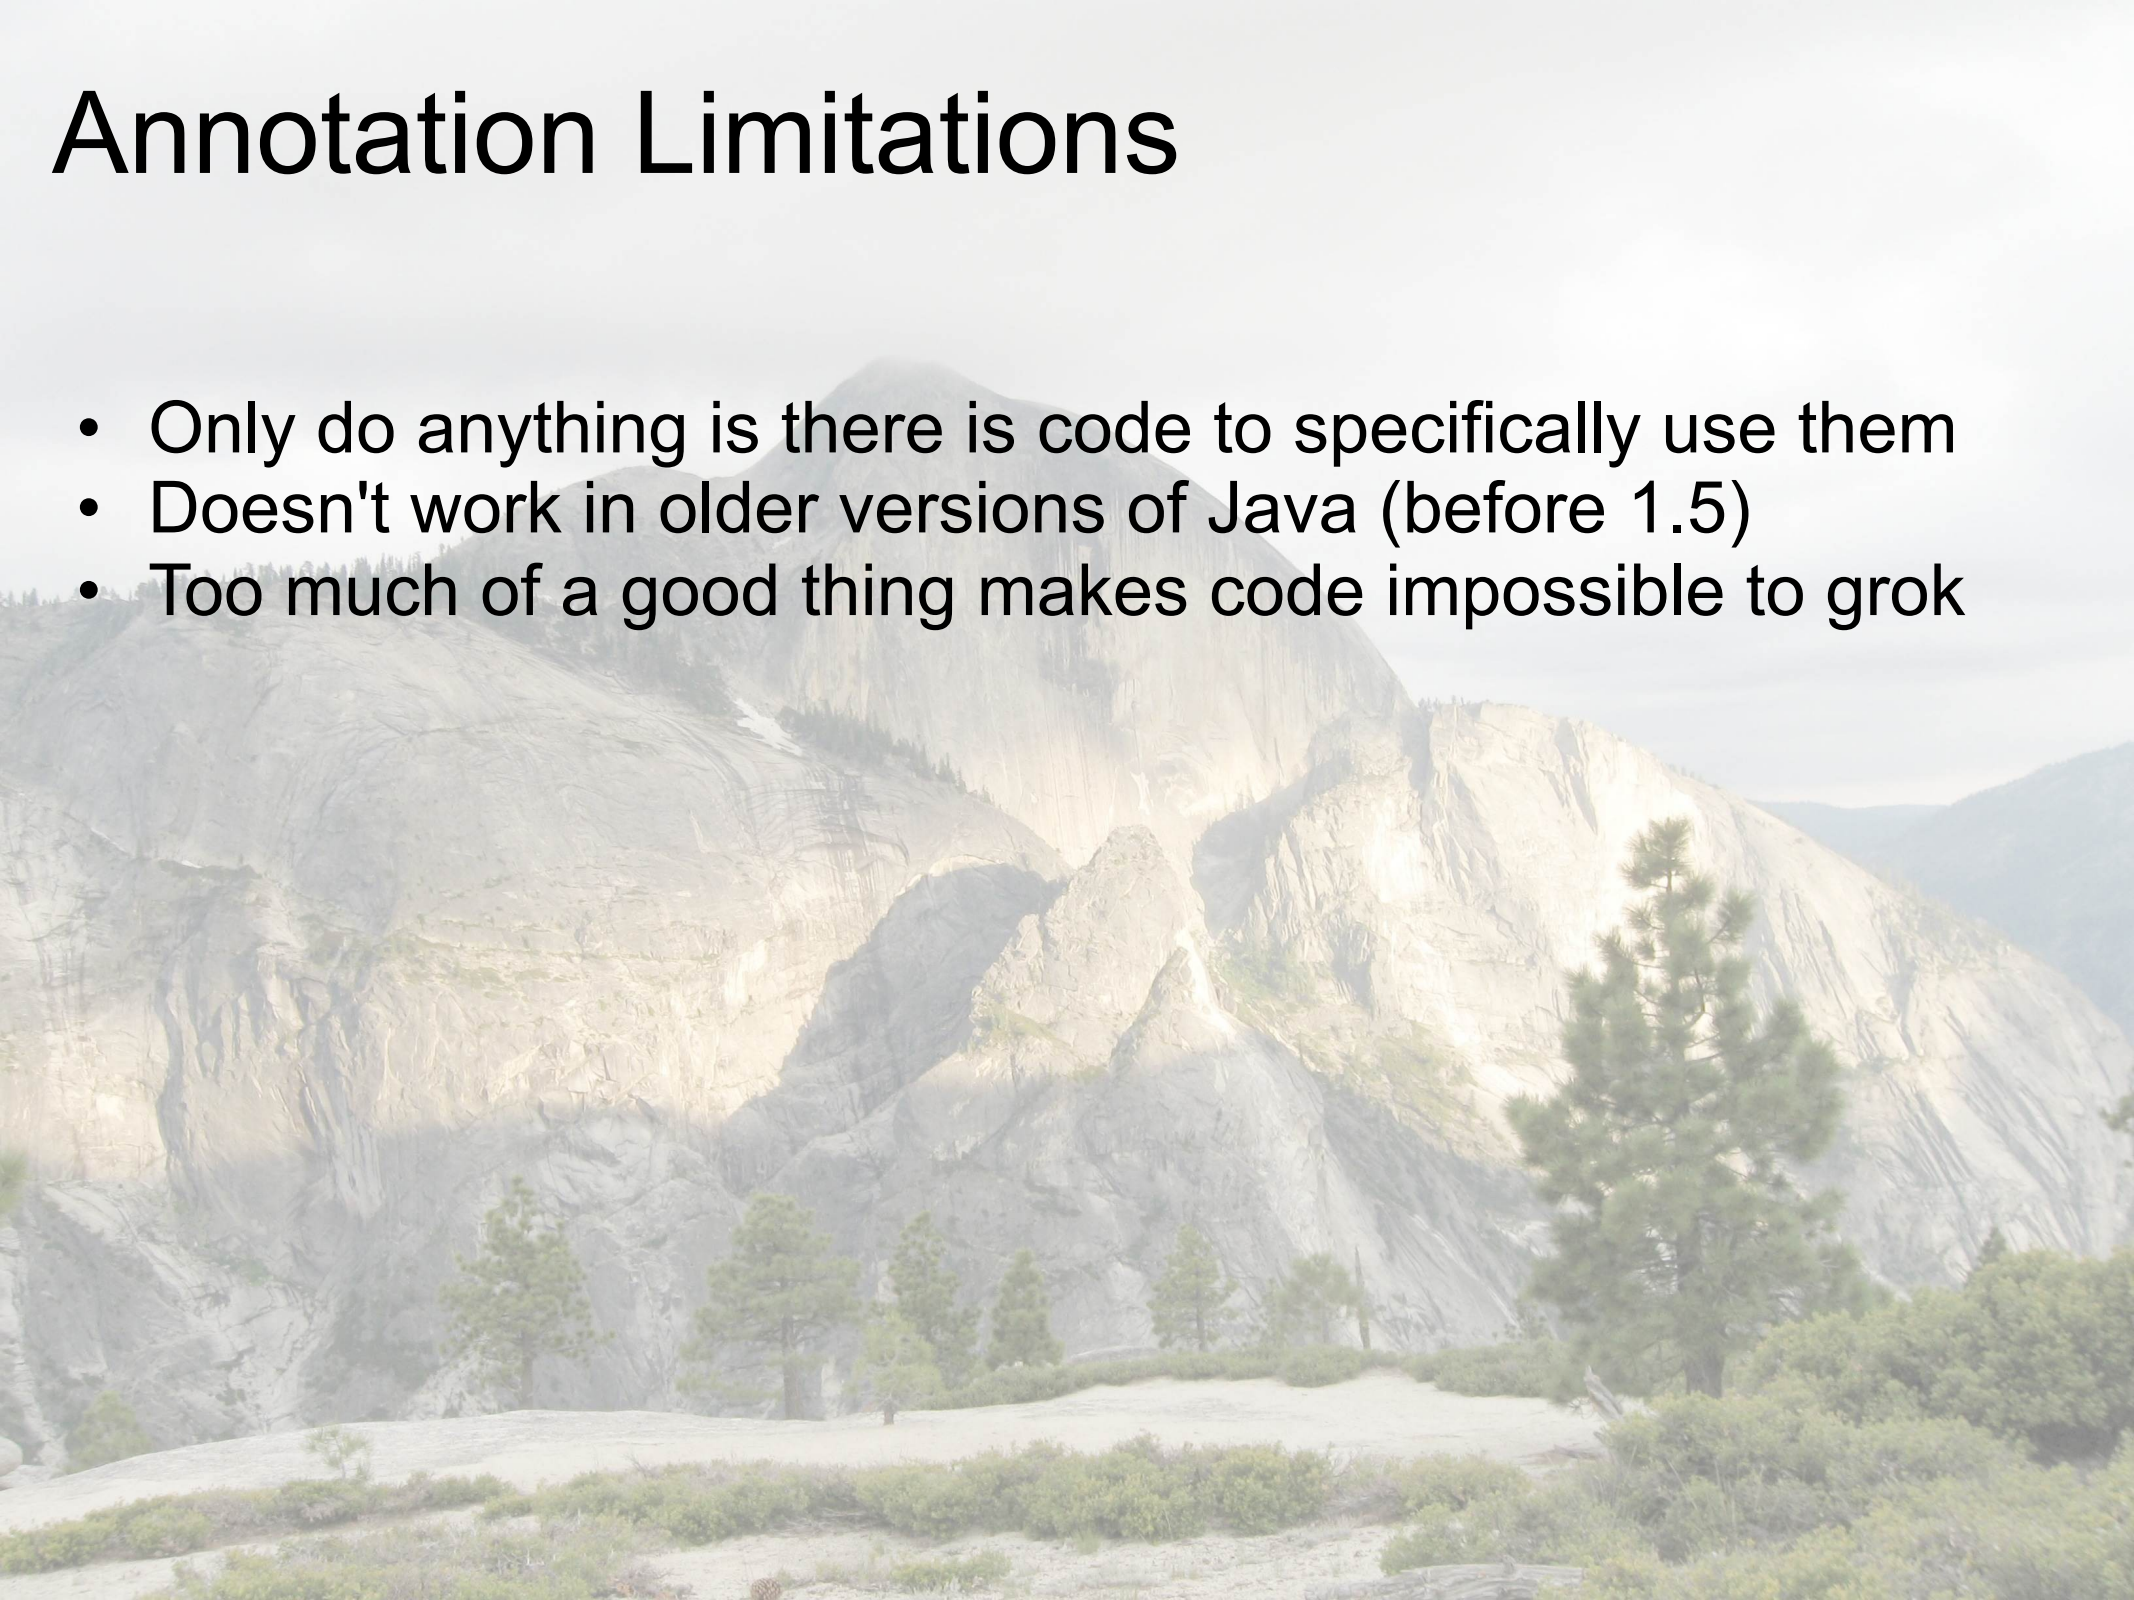 Annotation Limitations
• Only do anything is there is code to specifically use them
• Doesn't work in older versions of Java (before 1.5)
• Too much of a good thing makes code impossible to grok